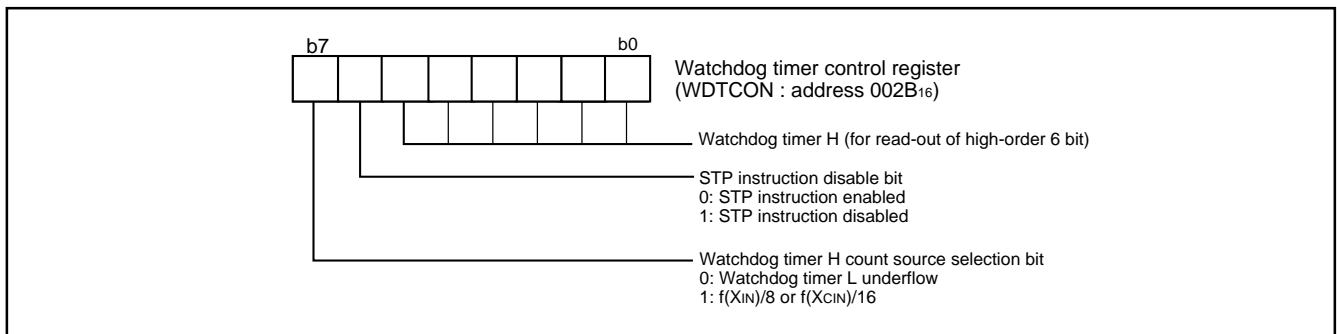 b7
b0
Watchdog timer control register
(WDTCON : address 002B16)
Watchdog timer H (for read-out of high-order 6 bit)
STP instruction disable bit
0: STP instruction enabled
1: STP instruction disabled
Watchdog timer H count source selection bit
0: Watchdog timer L underflow
1: f(XIN)/8 or f(XCIN)/16